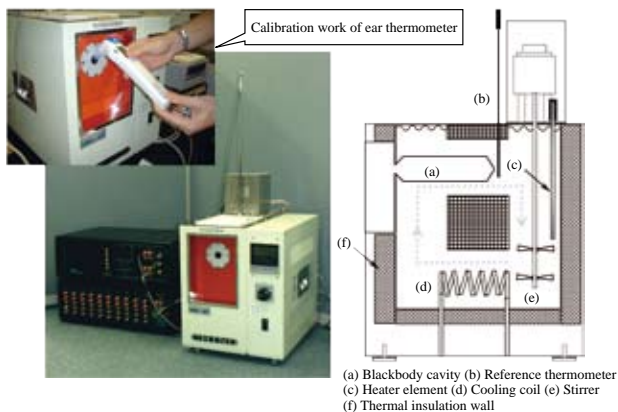 Calibration work of ear thermometer
(b)
(a)
(c)
(f)
(d)
(e)
(a) Blackbody cavity (b) Reference thermometer
(c) Heater element (d) Cooling coil (e) Stirrer
(f) Thermal insulation wall